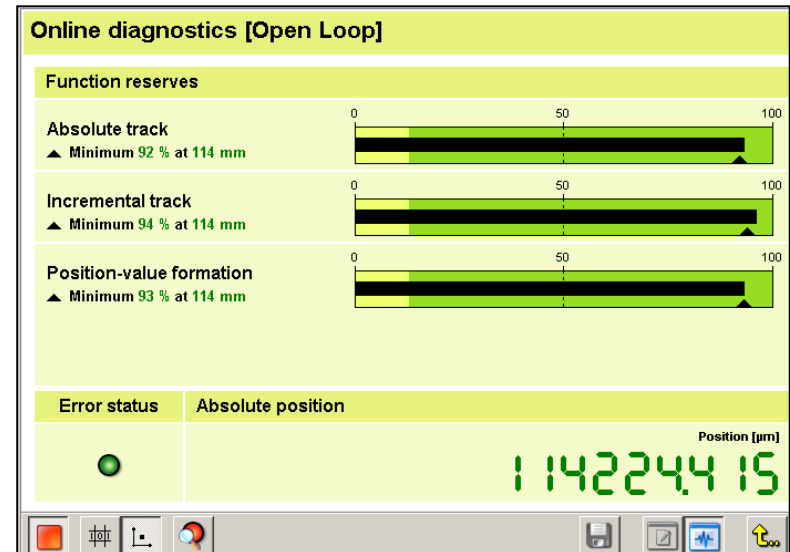 Online diagnostics [Open Loop]
Function reserves
0 50 100
Absolute track
▲ Minimum 92 % at 114 mm
0 50 100
Incremental track
▲ Minimum 94 % at 114 mm
0 50 100
Position-value formation
▲ Minimum 93 % at 114 mm
Error status Absolute position
Position [µm]
114224.415